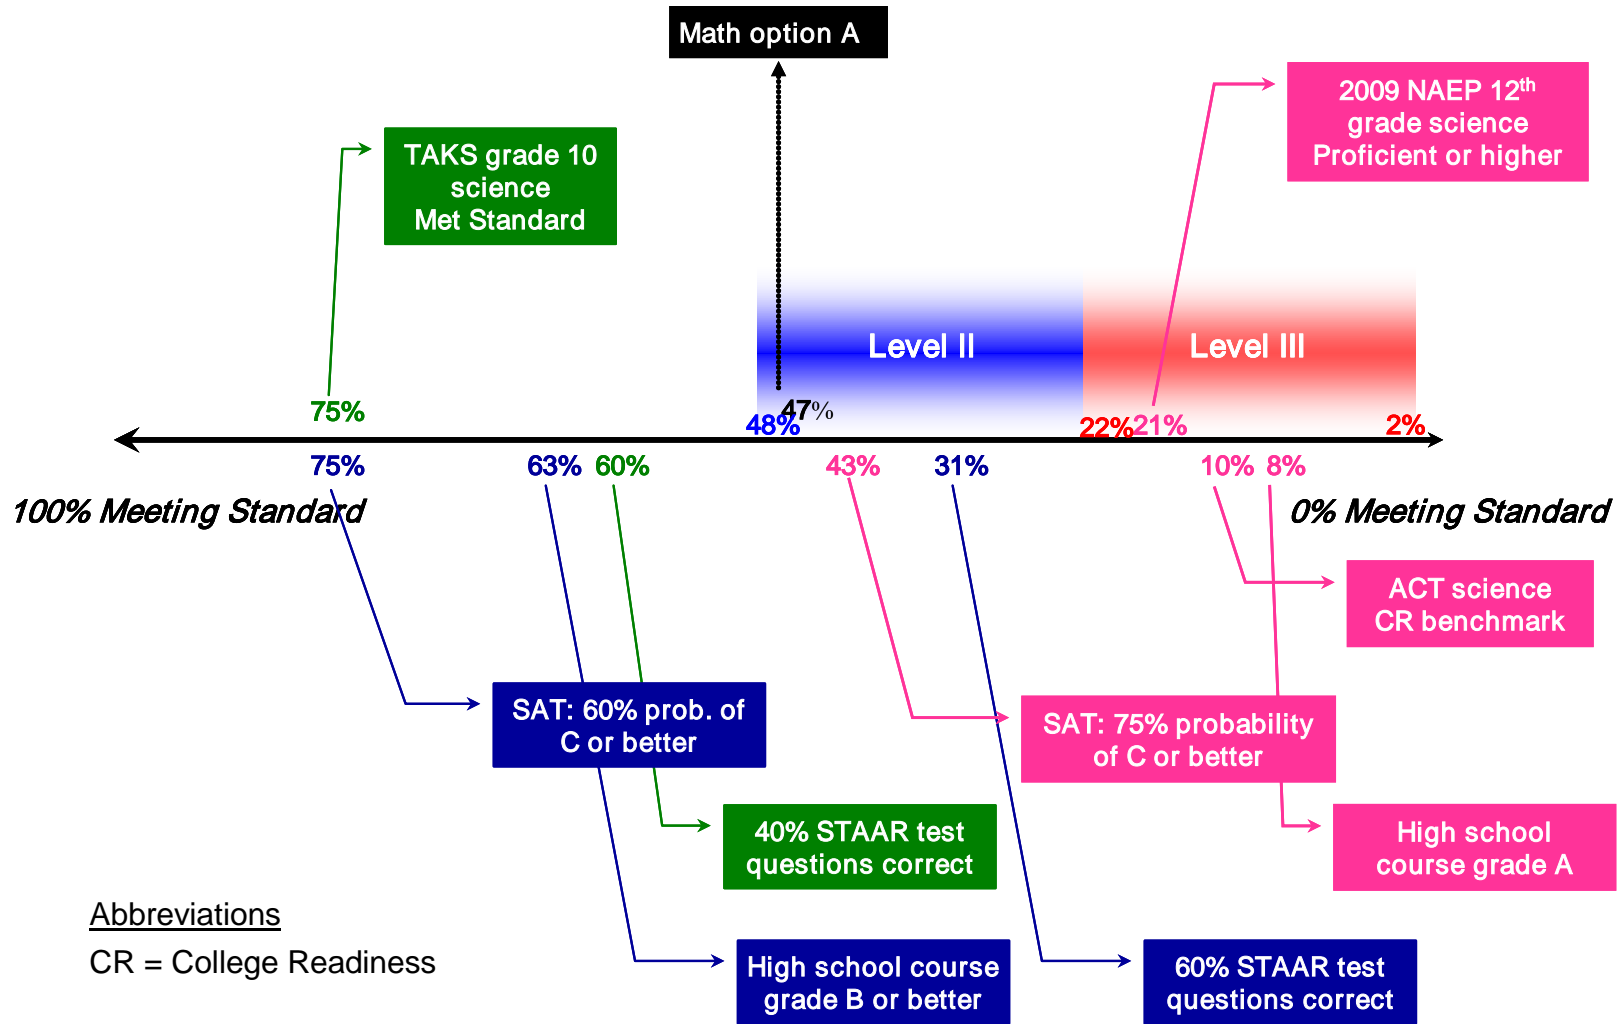 Math option A
2009 NAEP 12th
grade science
Proficient or higher
TAKS grade 10
science
Met Standard
Level II
Level III
75%
47%
48%
22%
21%
2%
75%
63%
60%
43%
31%
10%
8%
100% Meeting Standard
0% Meeting Standard
ACT science
CR benchmark
SAT: 60% prob. of
C or better
SAT: 75% probability
of C or better
40% STAAR test
questions correct
High school
course grade A
Abbreviations
CR = College Readiness
High school course
grade B or better
60% STAAR test
questions correct